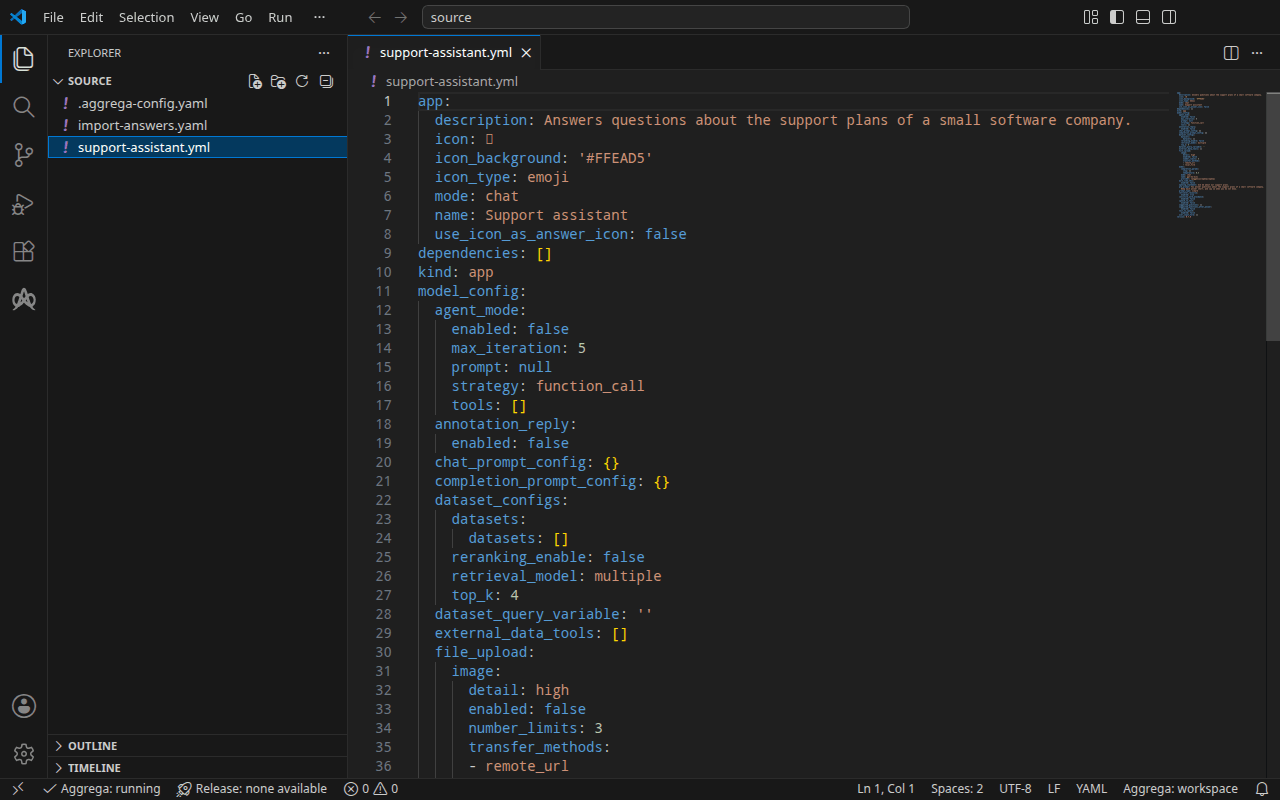 File Edit Selection View Go Run ···
source
EXPLORER
SOURCE
.aggrega-config.yaml
import-answers.yaml
support-assistant.yml
OUTLINE
TIMELINE
support-assistant.yml
support-assistant.yml
1 app:
2 description: Answers questions about the support plans of a small software company.
3 icon:
4 icon_background: '#FFEAD5'
5 icon_type: emoji
6 mode: chat
7 name: Support assistant
8 use_icon_as_answer_icon: false
9 dependencies: []
10 kind: app
11 model_config:
12 agent_mode:
13 enabled: false
14 max_iteration: 5
15 prompt: null
16 strategy: function_call
17 tools: []
18 annotation_reply:
19 enabled: false
20 chat_prompt_config: {}
21 completion_prompt_config: {}
22 dataset_configs:
23 datasets:
24 datasets: []
25 reranking_enable: false
26 retrieval_model: multiple
27 top_k: 4
28 dataset_query_variable: ''
29 external_data_tools: []
30 file_upload:
31 image:
32 detail: high
33 enabled: false
34 number_limits: 3
35 transfer_methods:
36 - remote_url
Aggrega: running Release: none available 0 0 Ln 1, Col 1 Spaces: 2 UTF-8 LF YAML Aggrega: workspace